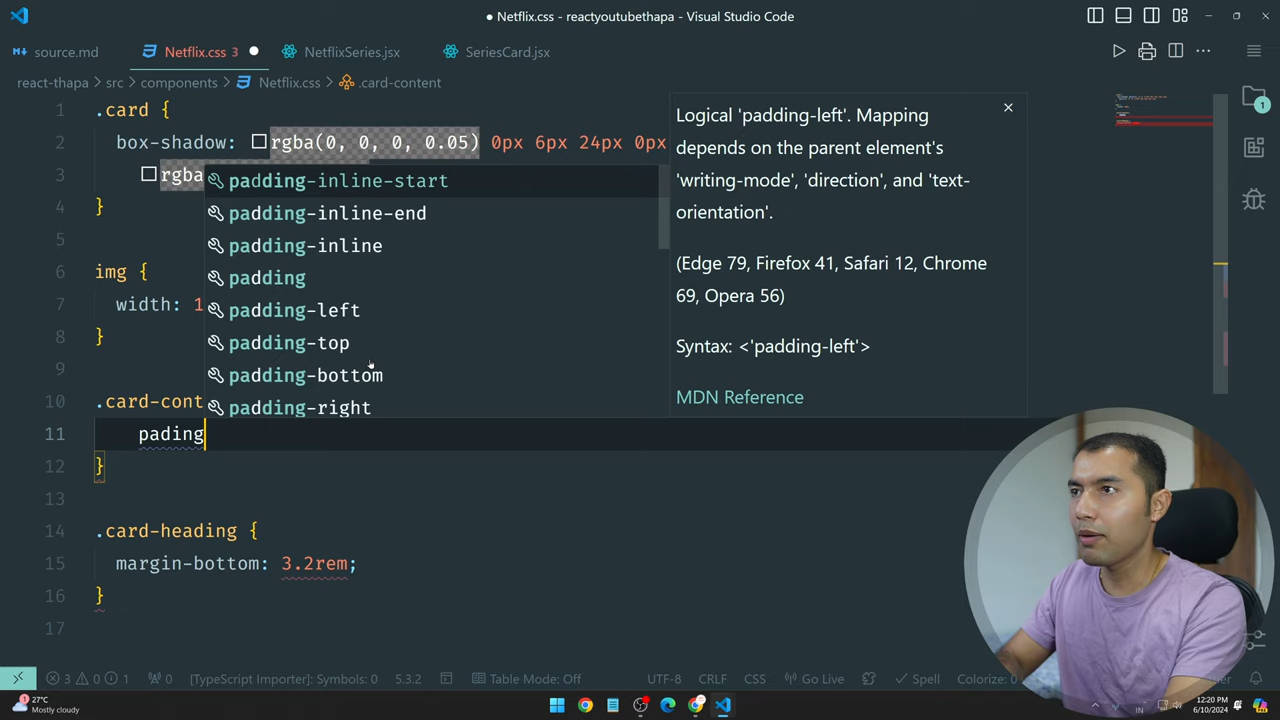 ● Netflix.css - reactyoutubethapa - Visual Studio Code
source.md
Netflix.css 3
NetflixSeries.jsx
SeriesCard.jsx
react-thapa > src > components > Netflix.css > .card-content
1 .card {
2 box-shadow: rgba(0, 0, 0, 0.05) 0px 6px 24px 0px
3 rgba
4 }
5
6 img {
7 width: 1
8 }
9
10 .card-cont
11 pading
12 }
13
14 .card-heading {
15 margin-bottom: 3.2rem;
16 }
17
padding-inline-start
padding-inline-end
padding-inline
padding
padding-left
padding-top
padding-bottom
padding-right
Logical 'padding-left'. Mapping
depends on the parent element's
'writing-mode', 'direction', and 'text-
orientation'.
(Edge 79, Firefox 41, Safari 12, Chrome
69, Opera 56)
Syntax: <'padding-left'>
MDN Reference
1
3 0 1 0 [TypeScript Importer]: Symbols: 0 5.3.2 Table Mode: Off UTF-8 CRLF CSS Go Live Spell Colorize: 0
27°C
Mostly cloudy
IN
12:20 PM
6/10/2024